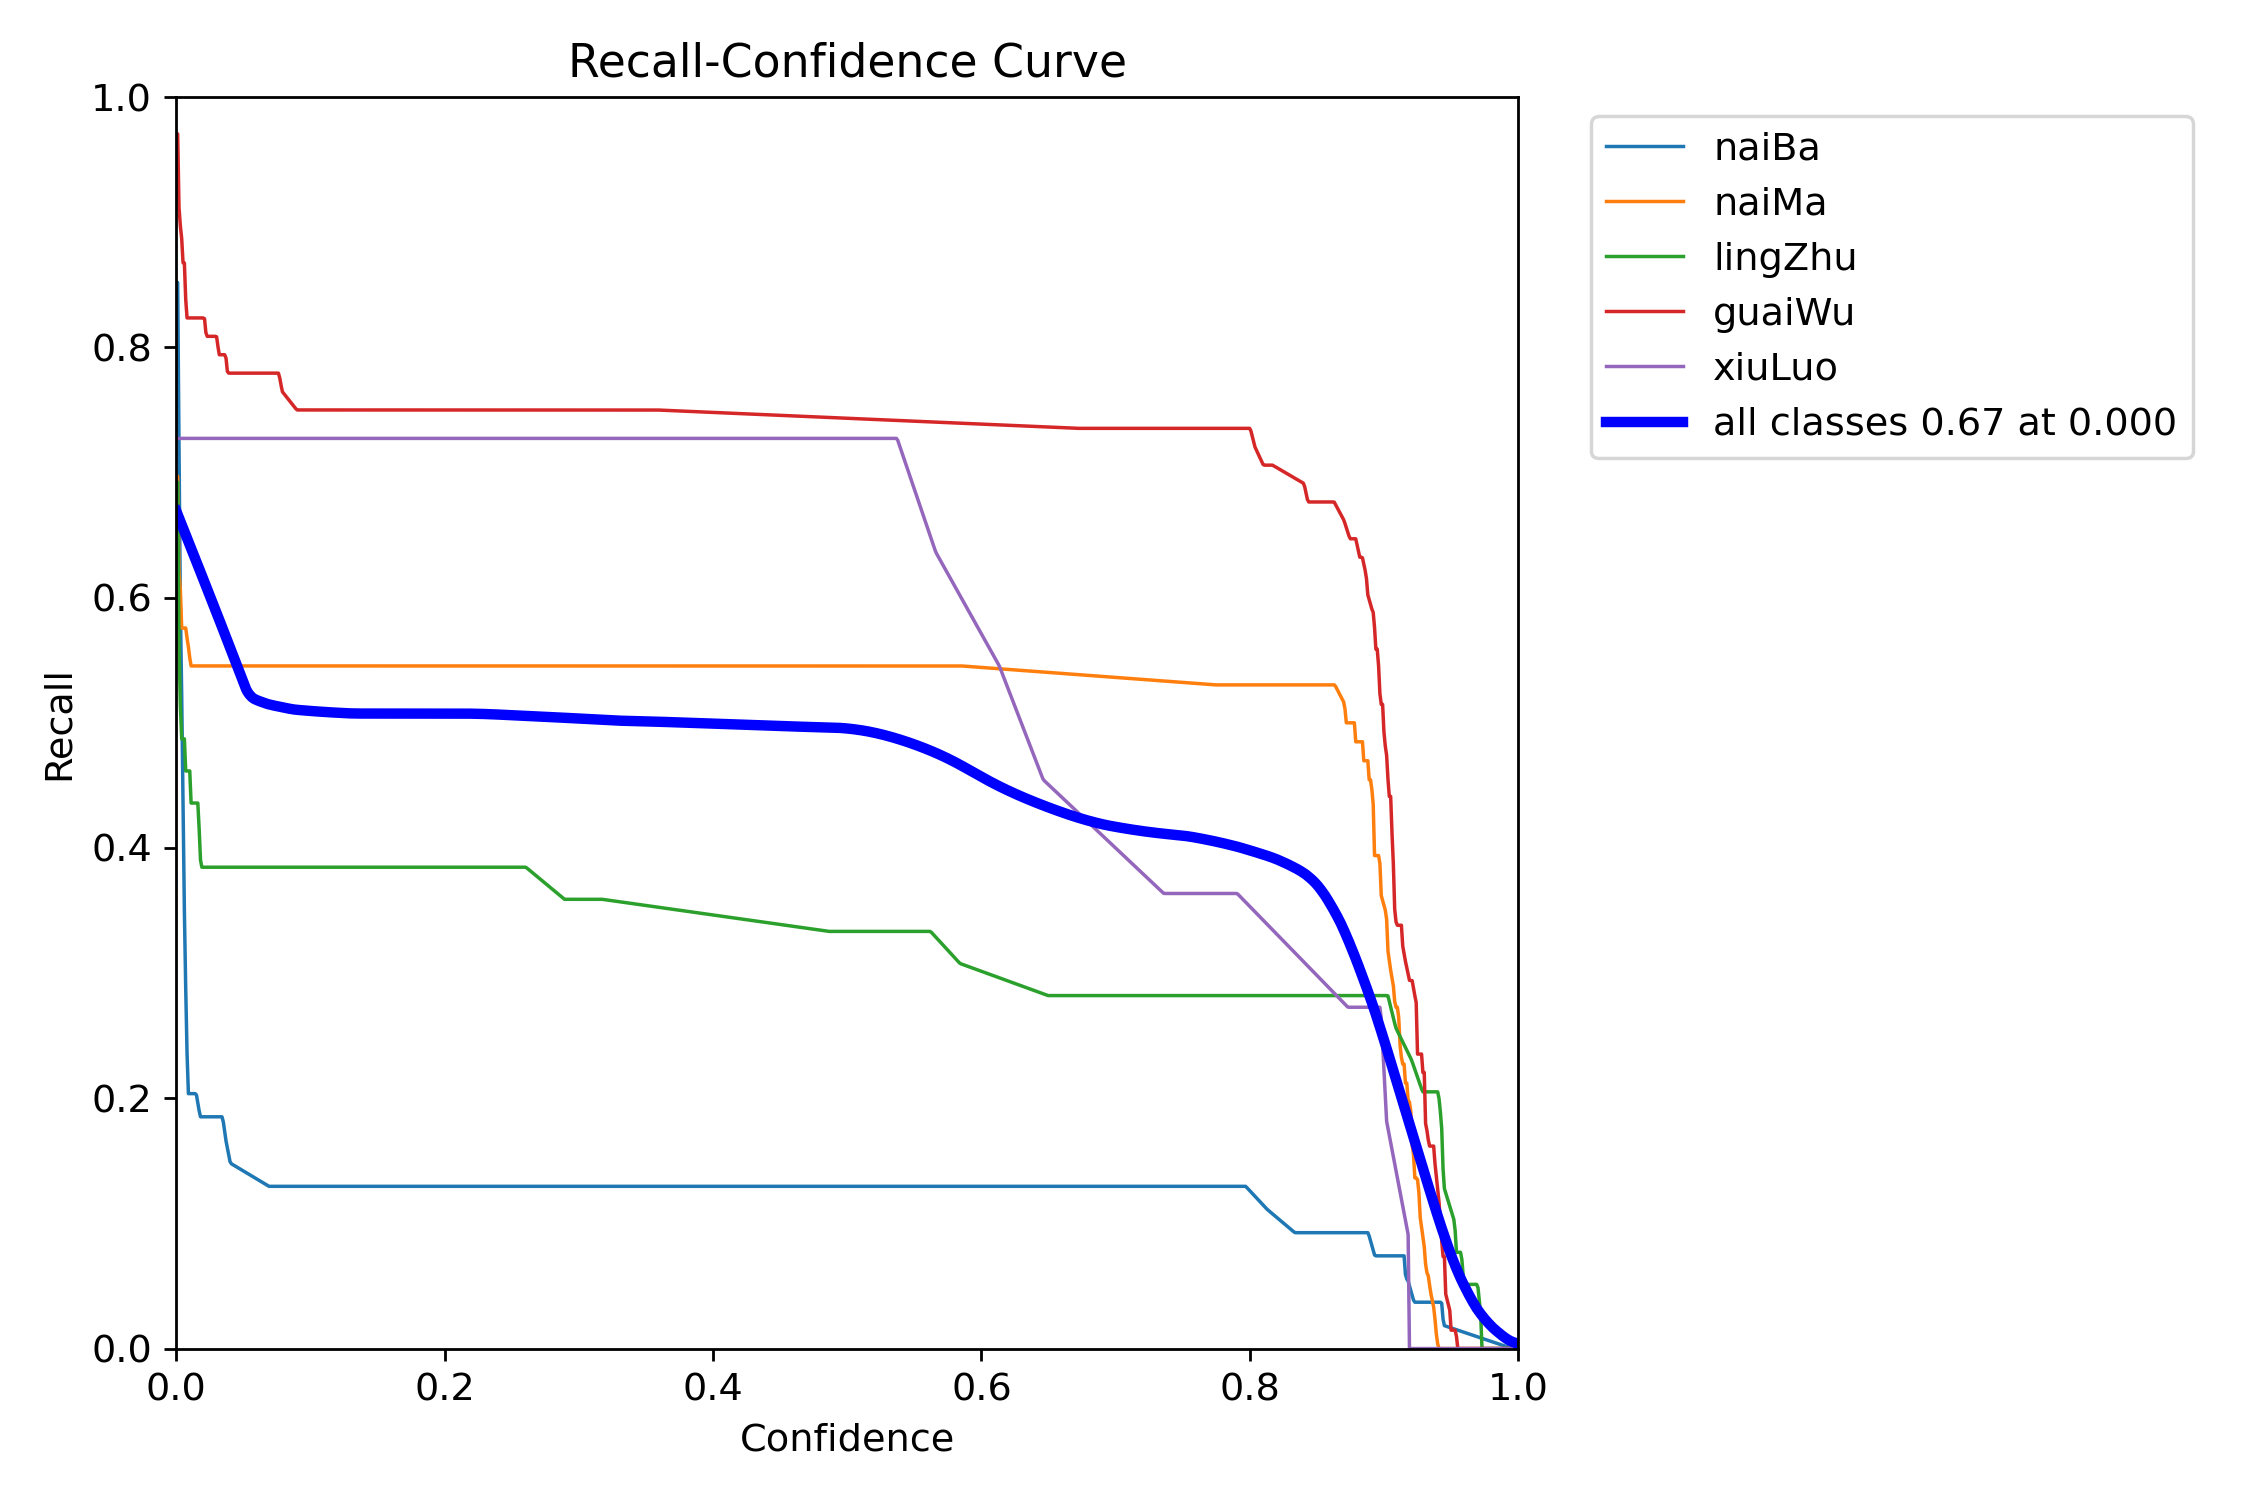 Recall-Confidence Curve
1.0
0.8
0.6
0.4
0.2
0.0
Recall
0.0 0.2 0.4 0.6 0.8 1.0
Confidence
naiBa
naiMa
lingZhu
guaiWu
xiuLuo
all classes 0.67 at 0.000